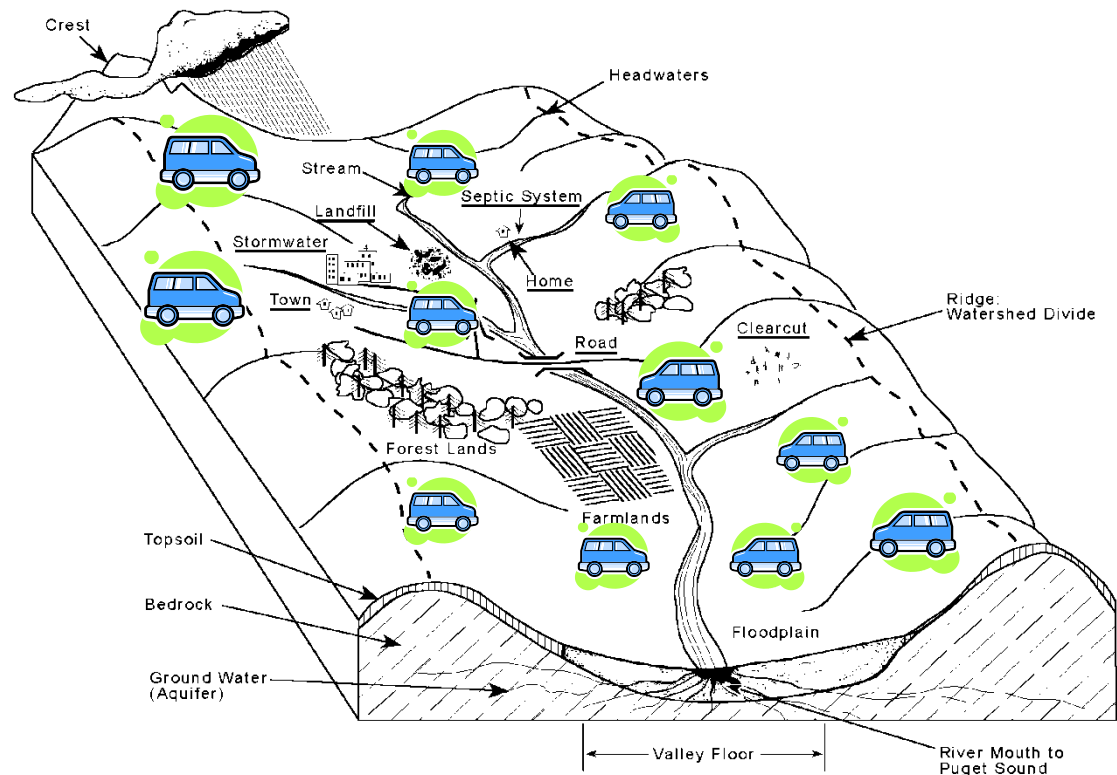 Crest
Headwaters
Stream
Septic System
Landfill
Stormwater
Home
Town
Ridge:
Watershed Divide
Road
Clearcut
Forest Lands
Farmlands
Topsoil
Bedrock
Floodplain
Ground Water
(Aquifer)
Valley Floor
River Mouth to
Puget Sound